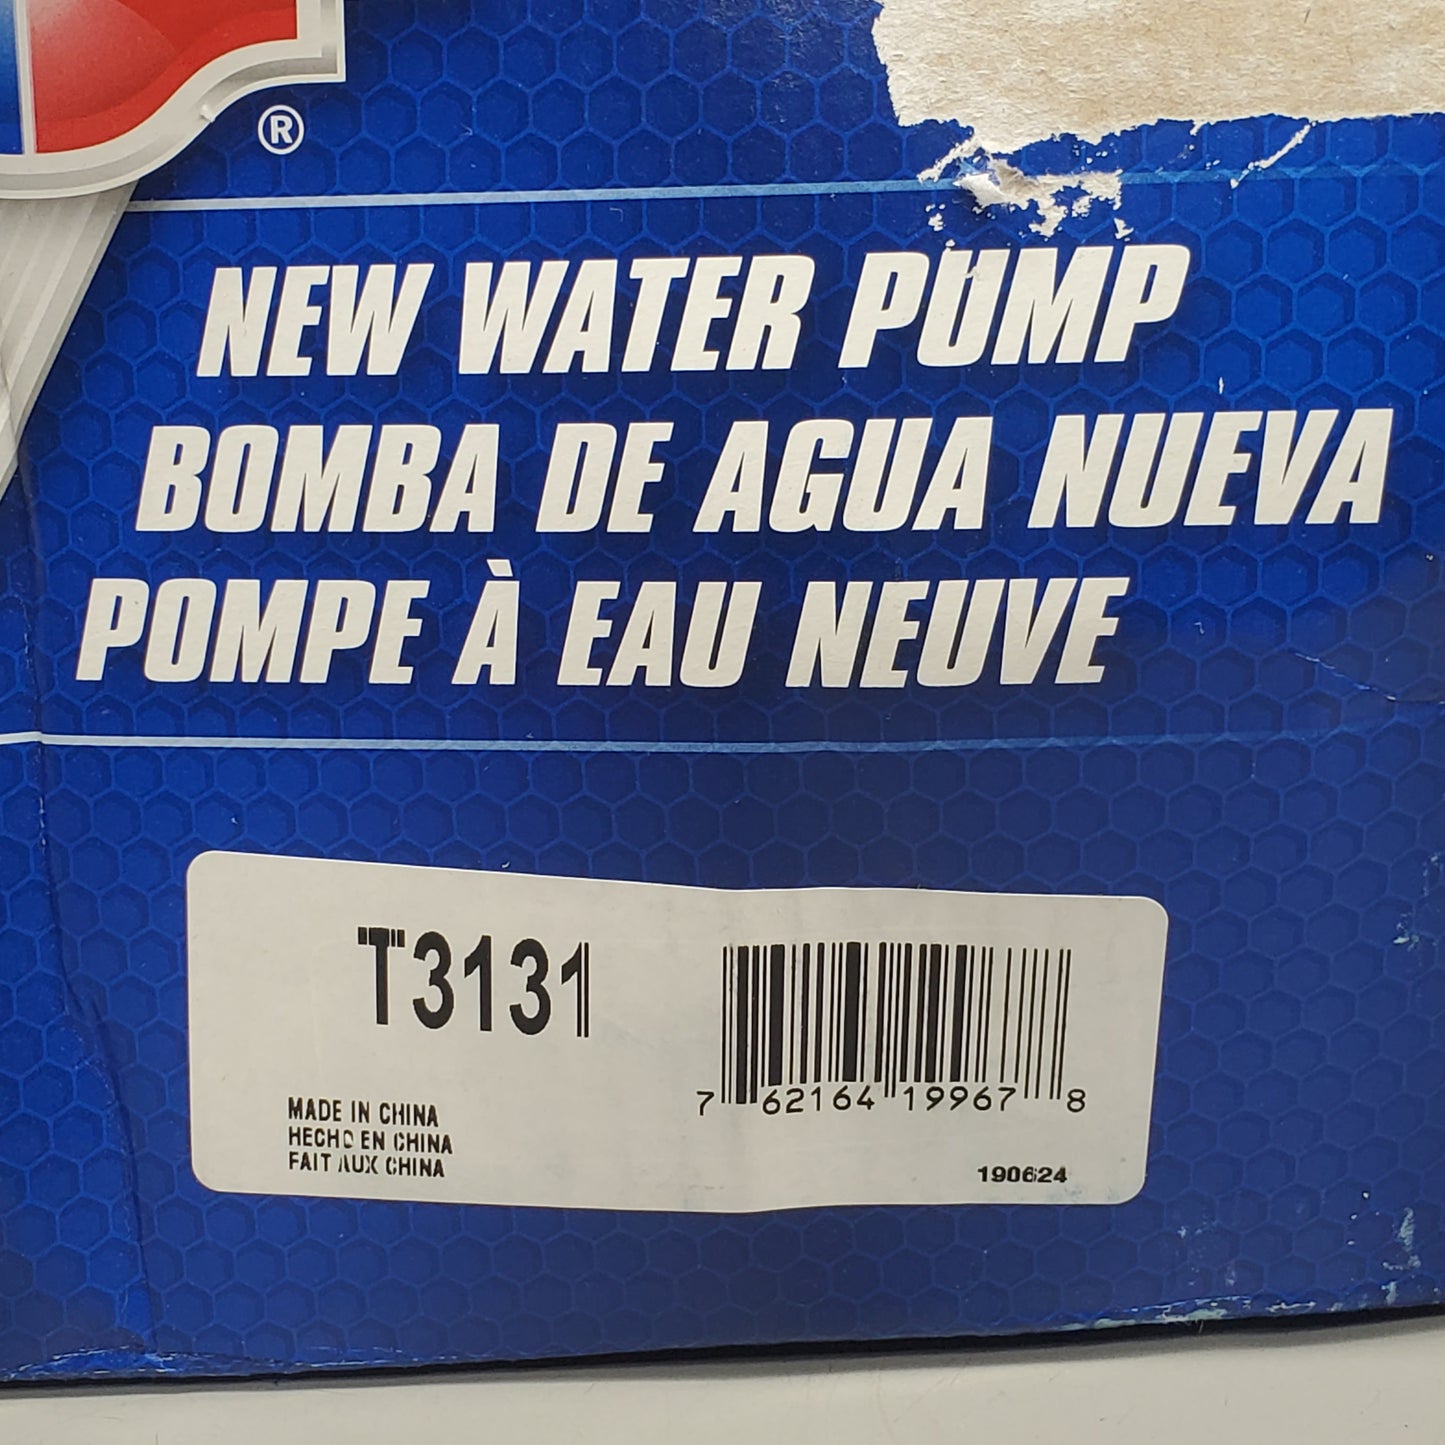 ®
NEW WATER PUMP
BOMBA DE AGUA NUEVA
POMPE À EAU NEUVE
T3131
MADE IN CHINA
HECHO EN CHINA
FAIT AUX CHINA
7 62164 19967 8
190624